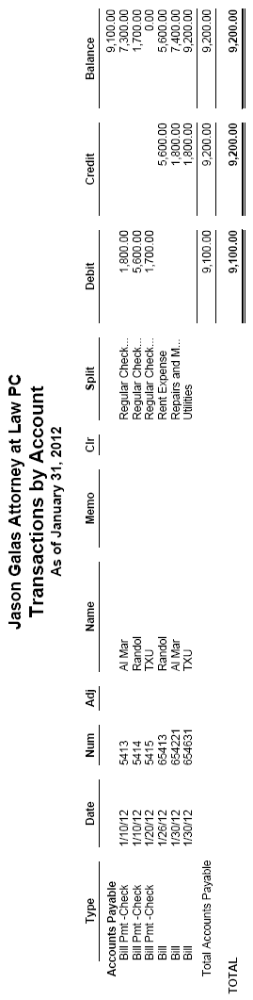 Jason Galas Attorney at Law PC
Transactions by Account
As of January 31, 2012
Type Date Num Adj Name Memo Clr Split Debit Credit Balance
Accounts Payable 9,100.00
Bill Pmt -Check 1/10/12 5413 Al Mar Regular Check... 1,800.00 7,300.00
Bill Pmt -Check 1/10/12 5414 Randol Regular Check... 5,600.00 1,700.00
Bill Pmt -Check 1/20/12 5415 TXU Regular Check... 1,700.00 0.00
Bill 1/26/12 65413 Randol Rent Expense 5,600.00 5,600.00
Bill 1/30/12 654221 Al Mar Repairs and M... 1,800.00 7,400.00
Bill 1/30/12 654631 TXU Utilities 1,800.00 9,200.00
Total Accounts Payable 9,100.00 9,200.00 9,200.00
TOTAL 9,100.00 9,200.00 9,200.00